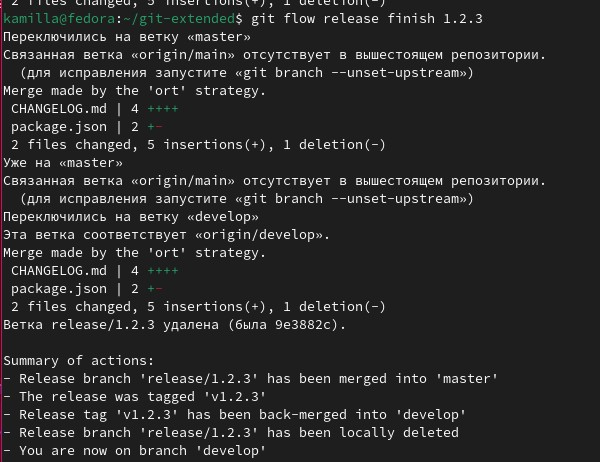 2 files changed, 5 insertions(+), 1 deletion(-)
kamilla@fedora:~/git-extended$ git flow release finish 1.2.3
Переключились на ветку «master»
Связанная ветка «origin/main» отсутствует в вышестоящем репозитории.
  (для исправления запустите «git branch --unset-upstream»)
Merge made by the 'ort' strategy.
 CHANGELOG.md | 4 ++++
 package.json | 2 +-
 2 files changed, 5 insertions(+), 1 deletion(-)
Уже на «master»
Связанная ветка «origin/main» отсутствует в вышестоящем репозитории.
  (для исправления запустите «git branch --unset-upstream»)
Переключились на ветку «develop»
Эта ветка соответствует «origin/develop».
Merge made by the 'ort' strategy.
 CHANGELOG.md | 4 ++++
 package.json | 2 +-
 2 files changed, 5 insertions(+), 1 deletion(-)
Ветка release/1.2.3 удалена (была 9e3882c).

Summary of actions:
- Release branch 'release/1.2.3' has been merged into 'master'
- The release was tagged 'v1.2.3'
- Release tag 'v1.2.3' has been back-merged into 'develop'
- Release branch 'release/1.2.3' has been locally deleted
- You are now on branch 'develop'